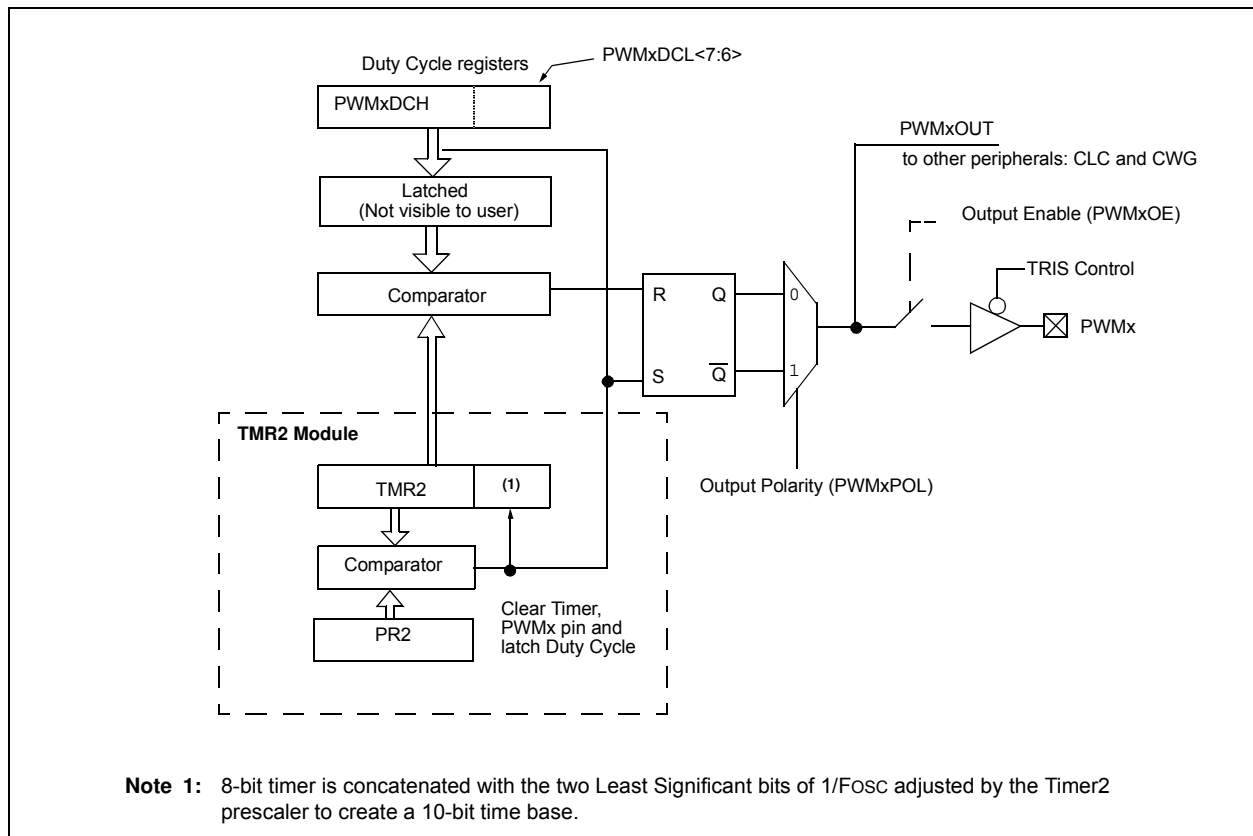 Duty Cycle registers
PWMxDCL<7:6>
PWMxDCH
PWMxOUT
to other peripherals: CLC and CWG
Latched
(Not visible to user)
Output Enable (PWMxOE)
TRIS Control
Comparator
R
Q
0
PWMx
S
Q
1
TMR2 Module
TMR2
(1)
Output Polarity (PWMxPOL)
Comparator
Clear Timer,
PWMx pin and
latch Duty Cycle
PR2
Note 1: 8-bit timer is concatenated with the two Least Significant bits of 1/FOSC adjusted by the Timer2
prescaler to create a 10-bit time base.